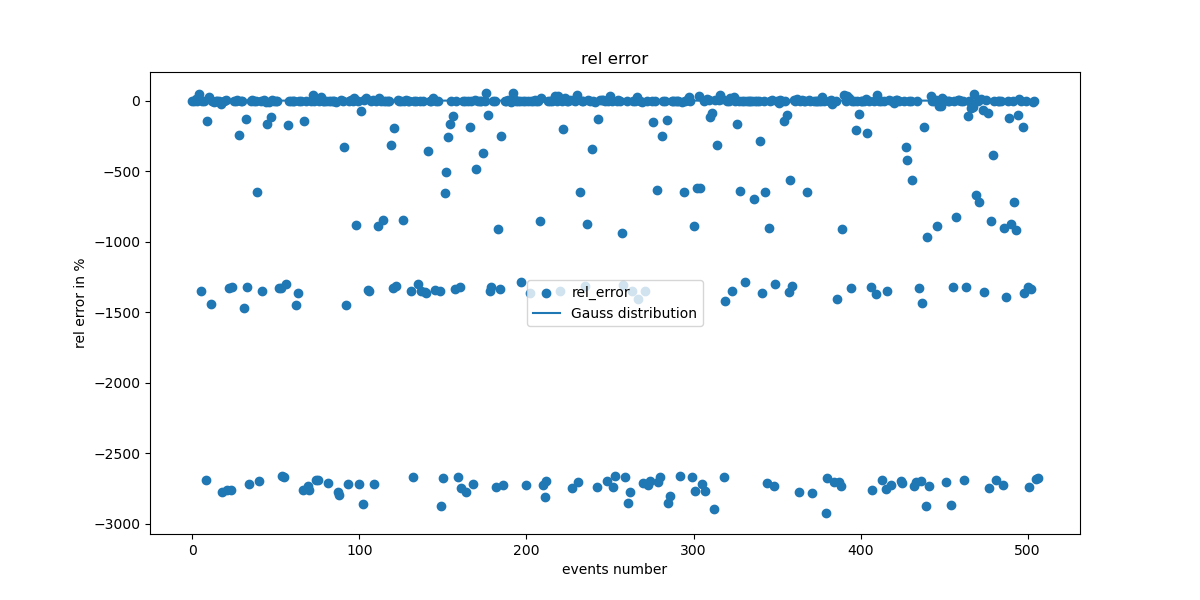 rel error
rel error in %
0
−500
−1000
−1500
−2000
−2500
−3000
rel_error
Gauss distribution
0
100
200
300
400
500
events number